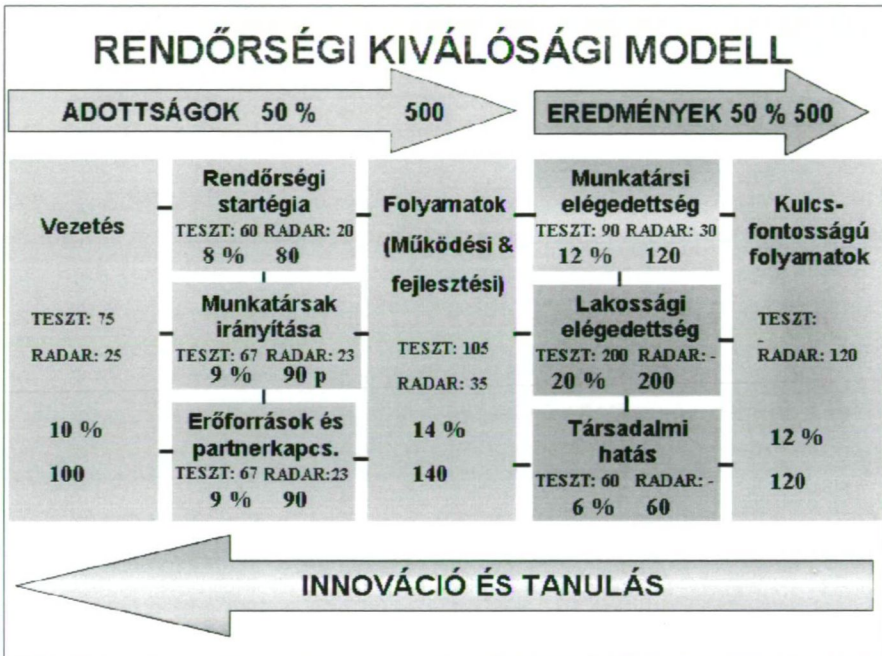 RENDŐRSÉGI KIVÁLÓSÁGI MODELL
ADOTTSÁGOK 50 % 500
EREDMÉNYEK 50 % 500
Vezetés
TESZT: 75
RADAR: 25
10 %
100
Rendőrségi
startégia
TESZT: 60 RADAR: 20
8 % 80
Munkatársak
irányítása
TESZT: 67 RADAR: 23
9 % 90 p
Erőforrások és
partnerkapcs.
TESZT: 67 RADAR:23
9 % 90
Folyamatok
(Működési &
fejlesztési)
TESZT: 105
RADAR: 35
14 %
140
Munkatársi
elégedettség
TESZT: 90 RADAR: 30
12 % 120
Lakossági
elégedettség
TESZT: 200 RADAR: -
20 % 200
Társadalmi
hatás
TESZT: 60 RADAR: -
6 % 60
Kulcs-
fontosságú
folyamatok
TESZT:
-
RADAR: 120
12 %
120
INNOVÁCIÓ ÉS TANULÁS